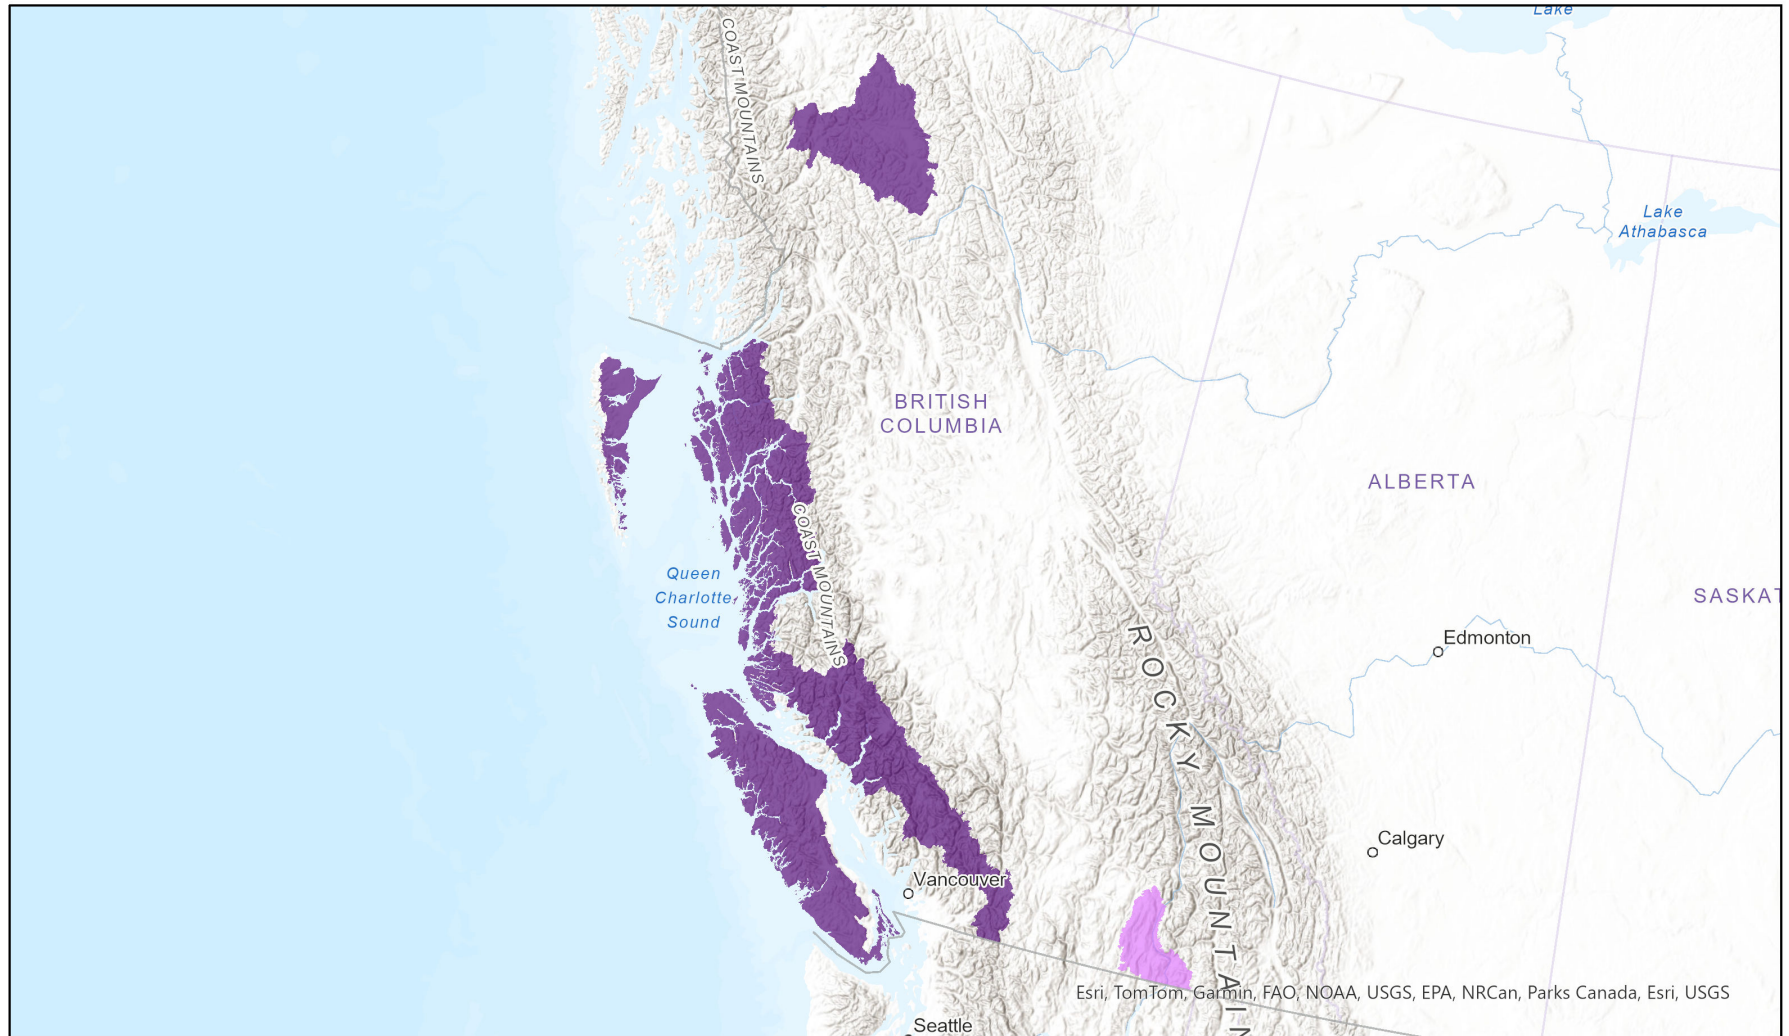 Lake
COAST MOUNTAINS
Lake
Athabasca
BRITISH
COLUMBIA
ALBERTA
COAST MOUNTAINS
Queen
Charlotte
Sound
SASKAT
Edmonton
ROCKY MOUNTAIN
Calgary
Vancouver
Esri, TomTom, Garmin, FAO, NOAA, USGS, EPA, NRCan, Parks Canada, Esri, USGS
Seattle